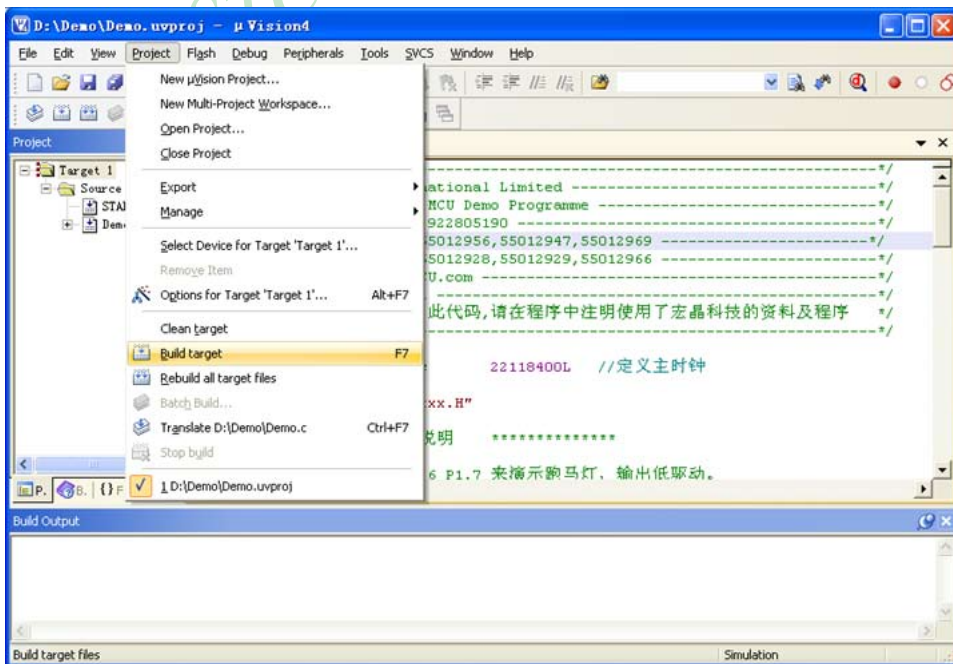 D:\Demo\Demo.uvproj - µVision4
File Edit View Project Flash Debug Peripherals Tools SVCS Window Help
Project
Target 1
Source
STA
Dem
New µVision Project...
New Multi-Project Workspace...
Open Project...
Close Project
Export
Manage
Select Device for Target 'Target 1'...
Remove Item
Options for Target 'Target 1'... Alt+F7
Clean target
Build target F7
Rebuild all target files
Batch Build...
Translate D:\Demo\Demo.c Ctrl+F7
Stop build
1 D:\Demo\Demo.uvproj
ational Limited --------------------------------*/
MCU Demo Programme -----------------------------*/
922805190 --------------------------------------*/
55012956,55012947,55012969 ---------------------*/
55012928,55012929,55012966 ---------------------*/
U.com ------------------------------------------*/
此代码,请在程序中注明使用了宏晶科技的资料及程序 */
------------------------------------------------*/
22118400L //定义主时钟
xx.H"
说明 **************
6 P1.7 来演示跑马灯, 输出低驱动。
P. B. {} F
Build Output
Build target files Simulation